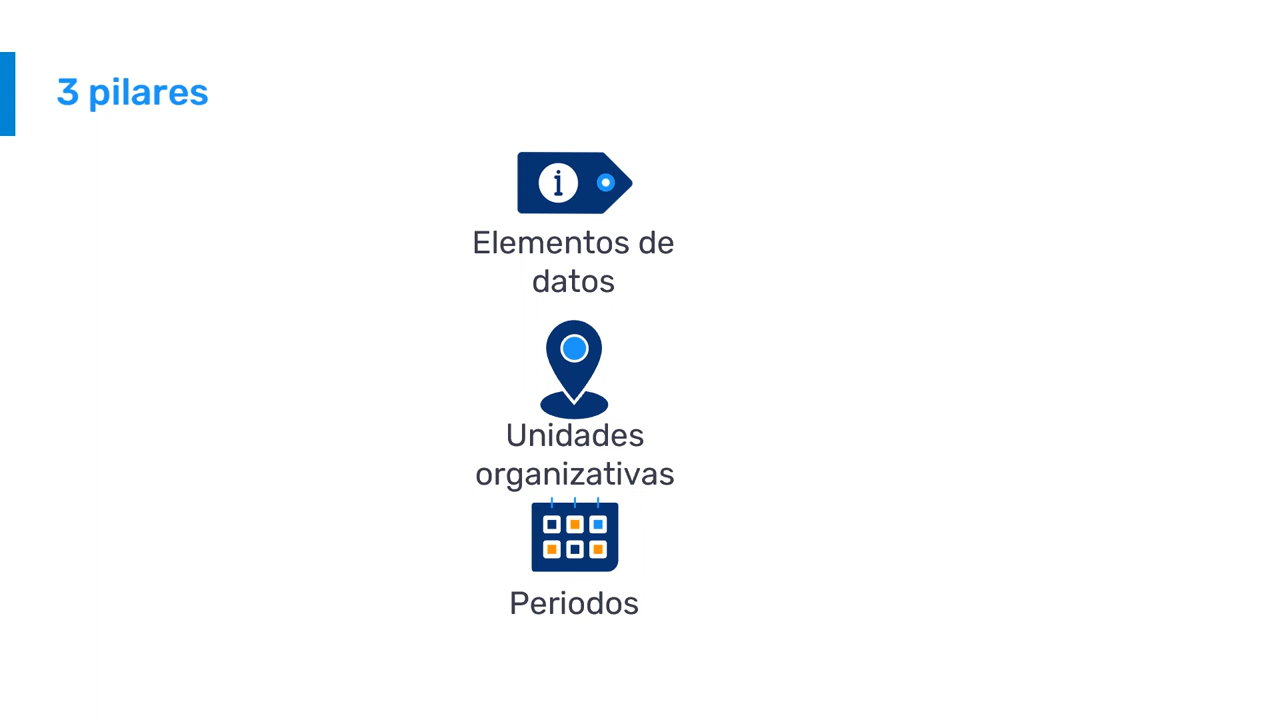 3 pilares
i
Elementos de
datos
Unidades
organizativas
Periodos